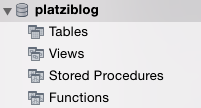 platziblog
Tables
Views
Stored Procedures
Functions